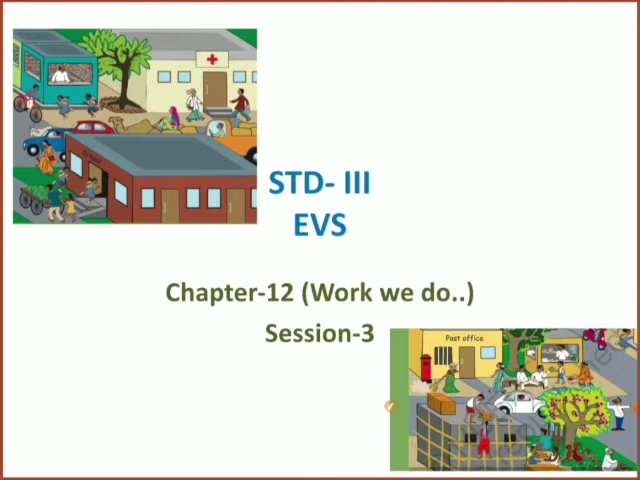 STD- III
EVS
Chapter-12 (Work we do..)
Session-3
Post office